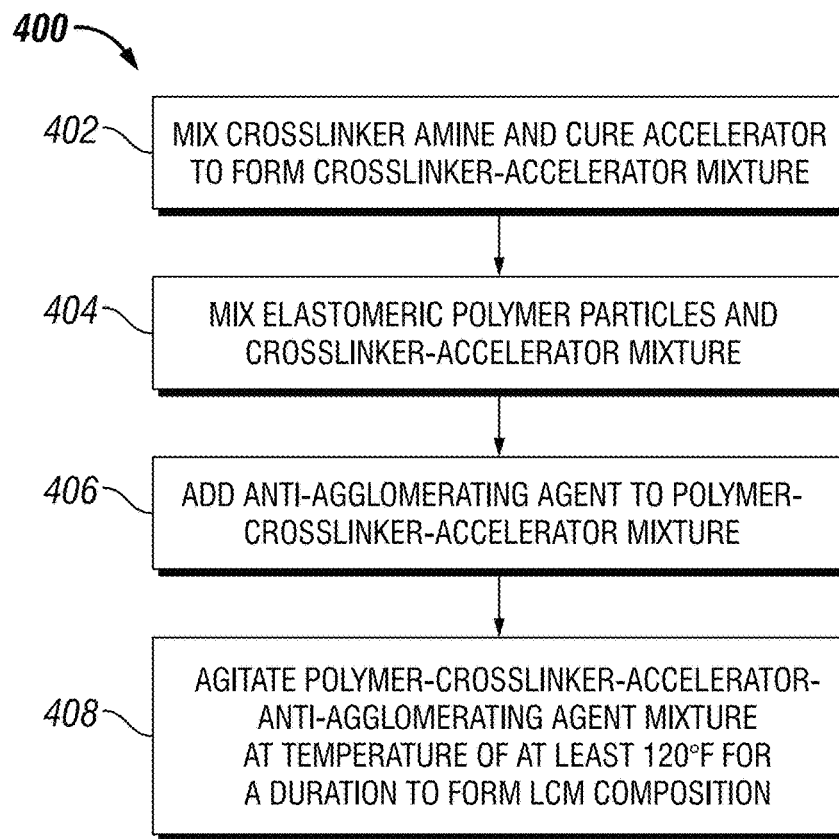 400
402
MIX CROSSLINKER AMINE AND CURE ACCELERATOR
TO FORM CROSSLINKER-ACCELERATOR MIXTURE
404
MIX ELASTOMERIC POLYMER PARTICLES AND
CROSSLINKER-ACCELERATOR MIXTURE
406
ADD ANTI-AGGLOMERATING AGENT TO POLYMER-
CROSSLINKER-ACCELERATOR MIXTURE
408
AGITATE POLYMER-CROSSLINKER-ACCELERATOR-
ANTI-AGGLOMERATING AGENT MIXTURE
AT TEMPERATURE OF AT LEAST 120°F FOR
A DURATION TO FORM LCM COMPOSITION